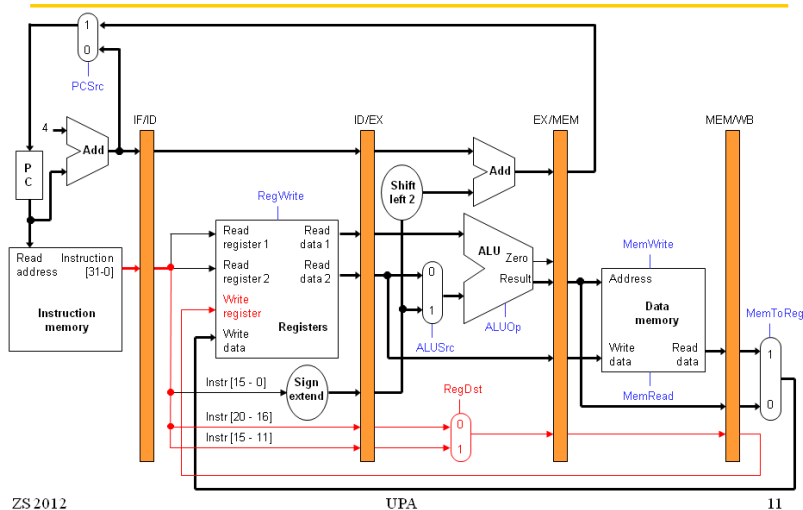 1
0
PCSrc
IF/ID
ID/EX
EX/MEM
MEM/WB
4
Add
P
C
Add
Shift
left 2
RegWrite
Read
address
Instruction
[31-0]
Instruction
memory
Read
register 1
Read
data 1
Read
register 2
Read
data 2
Write
register
Write
data
Registers
0
1
ALUSrc
ALU
Zero
Result
ALUOp
MemWrite
Address
Data
memory
Write
data
Read
data
MemRead
MemToReg
1
0
Instr [15 - 0]
Sign
extend
RegDst
Instr [20 - 16]
0
Instr [15 - 11]
1
ZS 2012
UPA
11